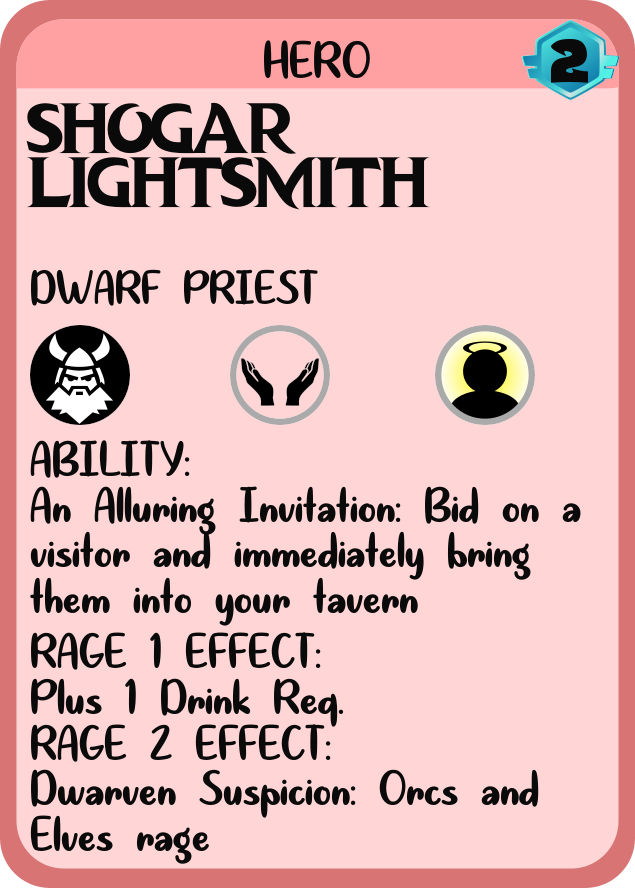 HERO
2
SHOGAR
LIGHTSMITH
DWARF PRIEST
ABILITY:
An Alluring Invitation: Bid on a
visitor and immediately bring
them into your tavern
RAGE 1 EFFECT:
Plus 1 Drink Req.
RAGE 2 EFFECT:
Dwarven Suspicion: Orcs and
Elves rage